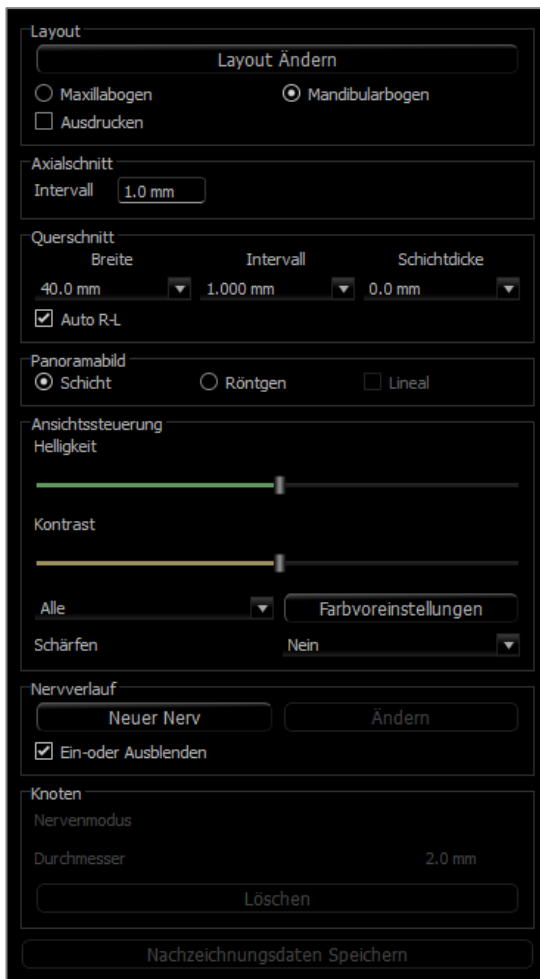 Layout
Layout Ändern
Maxillabogen Mandibularbogen
Ausdrucken
Axialschnitt
Intervall 1.0 mm
Querschnitt
Breite Intervall Schichtdicke
40.0 mm 1.000 mm 0.0 mm
Auto R-L
Panoramabild
Schicht Röntgen Lineal
Ansichtssteuerung
Helligkeit
Kontrast
Alle Farbvoreinstellungen
Schärfen Nein
Nervverlauf
Neuer Nerv Ändern
Ein-oder Ausblenden
Knoten
Nervenmodus
Durchmesser 2.0 mm
Löschen
Nachzeichnungsdaten Speichern